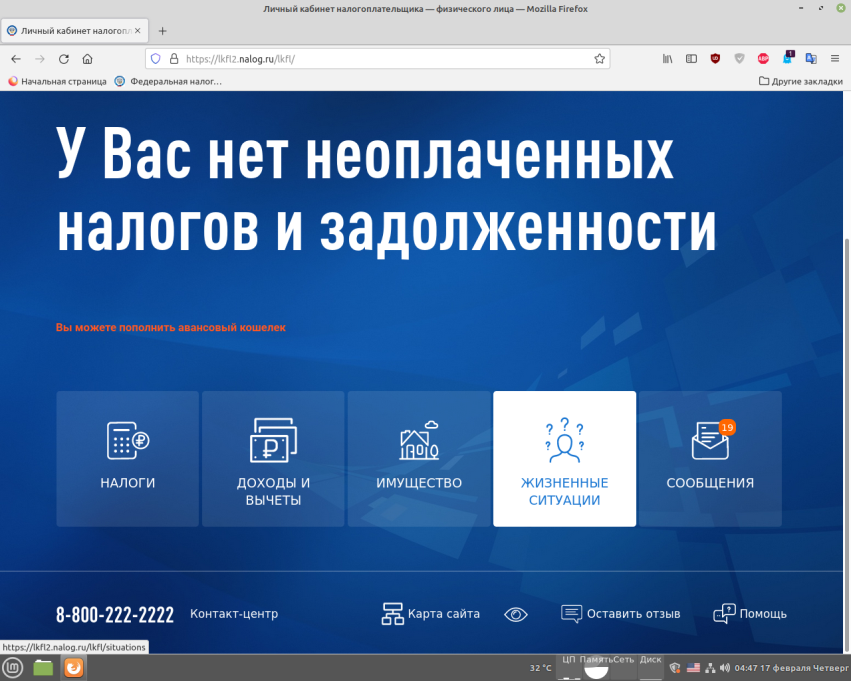 Личный кабинет налогоплательщика — физического лица — Mozilla Firefox
Личный кабинет налогопл
https://lkfl2.nalog.ru/lkfl/
ABP
1
Начальная страница
Федеральная налог…
Другие закладки
У Вас нет неоплаченных
налогов и задолженности
Вы можете пополнить авансовый кошелек
НАЛОГИ
ДОХОДЫ И
ВЫЧЕТЫ
ИМУЩЕСТВО
ЖИЗНЕННЫЕ
СИТУАЦИИ
19
СООБЩЕНИЯ
8-800-222-2222
Контакт-центр
Карта сайта
Оставить отзыв
Помощь
https://lkfl2.nalog.ru/lkfl/situations
32 °C
ЦП
Память
Сеть
Диск
04:47 17 февраля Четверг